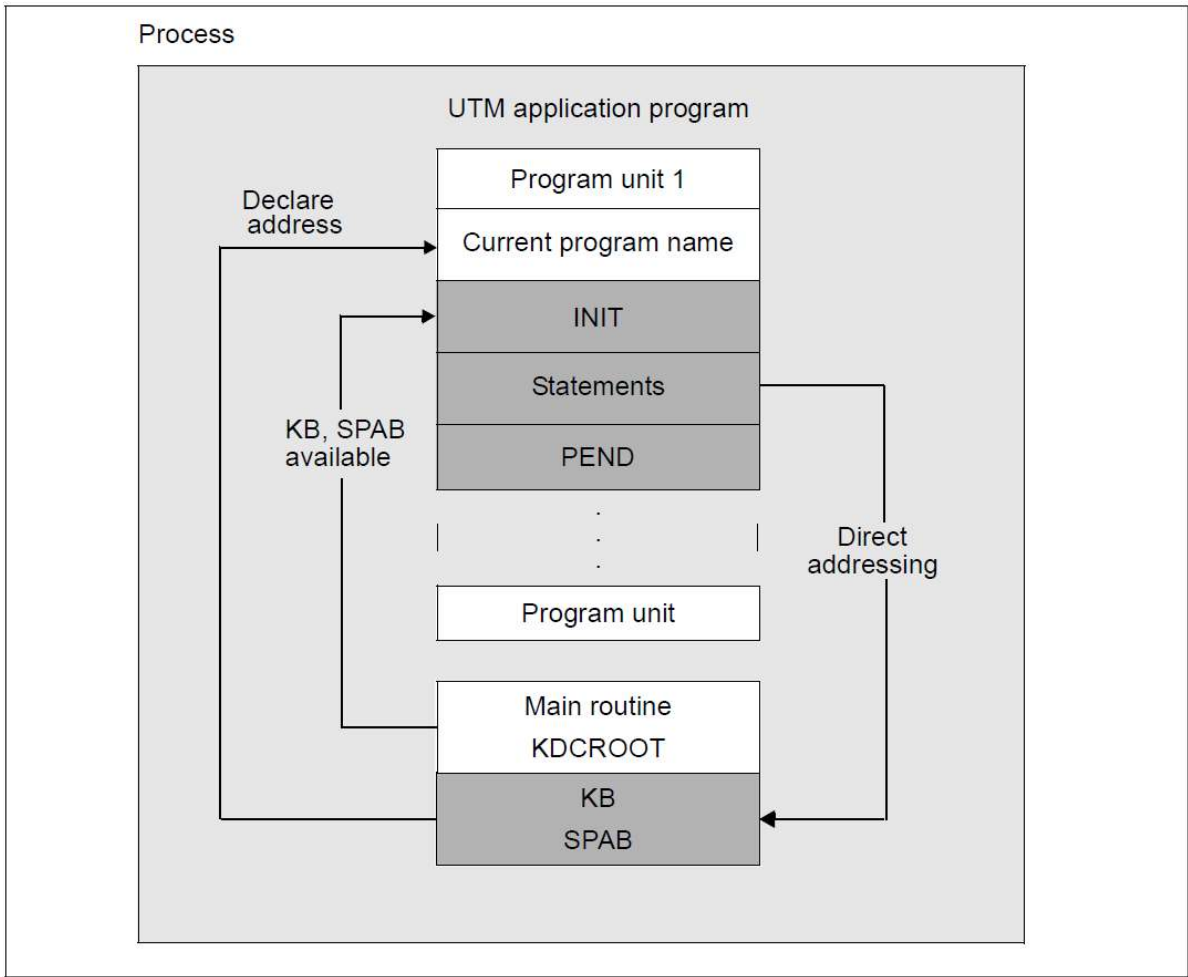 Process
UTM application program
Program unit 1
Declare
address
Current program name
INIT
Statements
KB, SPAB
available
PEND
.
.
.
Direct
addressing
Program unit
Main routine
KDCROOT
KB
SPAB